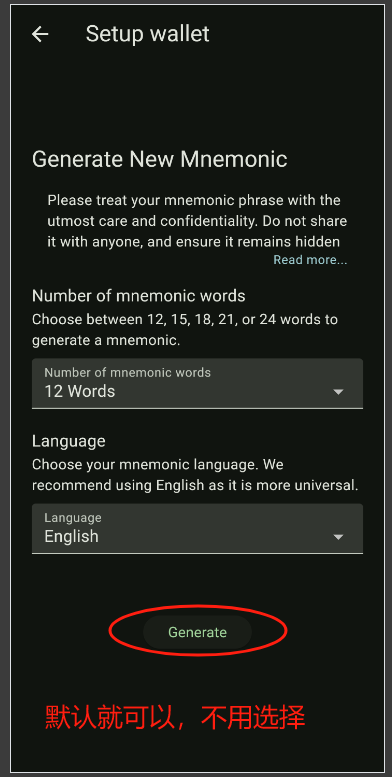 Setup wallet
Generate New Mnemonic
Please treat your mnemonic phrase with the
utmost care and confidentiality. Do not share
it with anyone, and ensure it remains hidden
Read more...
Number of mnemonic words
Choose between 12, 15, 18, 21, or 24 words to
generate a mnemonic.
Number of mnemonic words
12 Words
Language
Choose your mnemonic language. We
recommend using English as it is more universal.
Language
English
Generate
默认就可以，不用选择